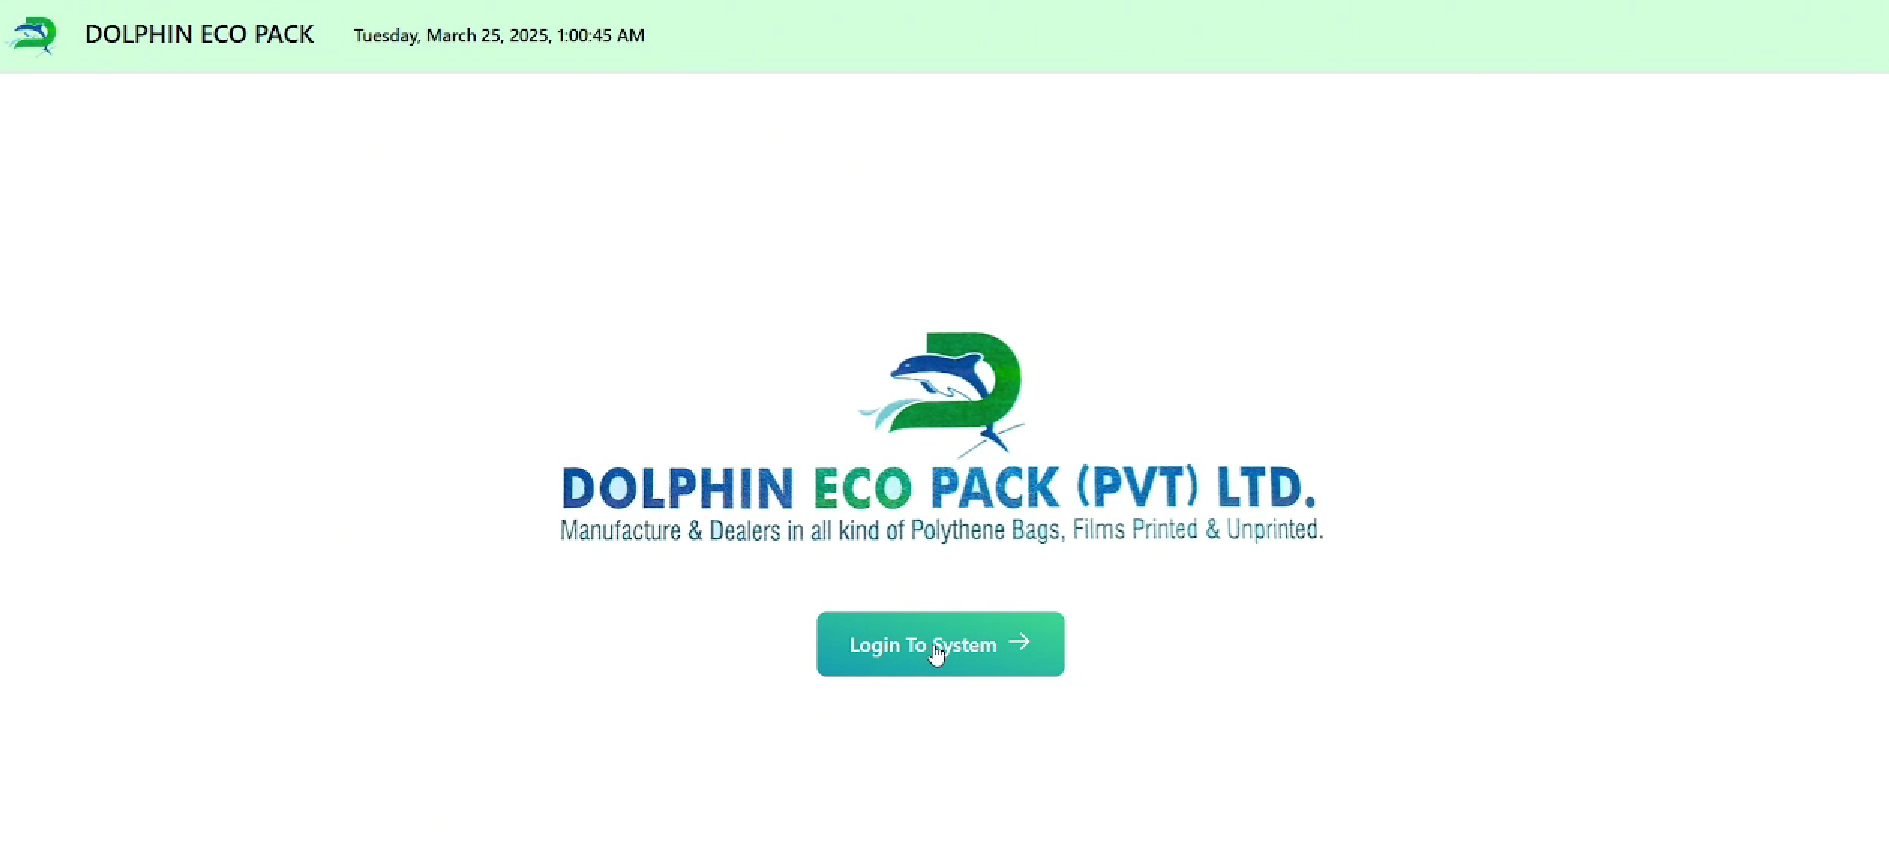 DOLPHIN ECO PACK Tuesday, March 25, 2025, 1:00:45 AM
DOLPHIN ECO PACK (PVT) LTD.
Manufacture & Dealers in all kind of Polythene Bags, Films Printed & Unprinted.
Login To System →